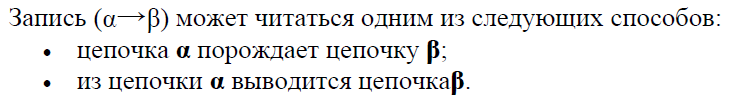 Запись (α→β) может читаться одним из следующих способов:
• цепочка α порождает цепочку β;
• из цепочки α выводится цепочкаβ.